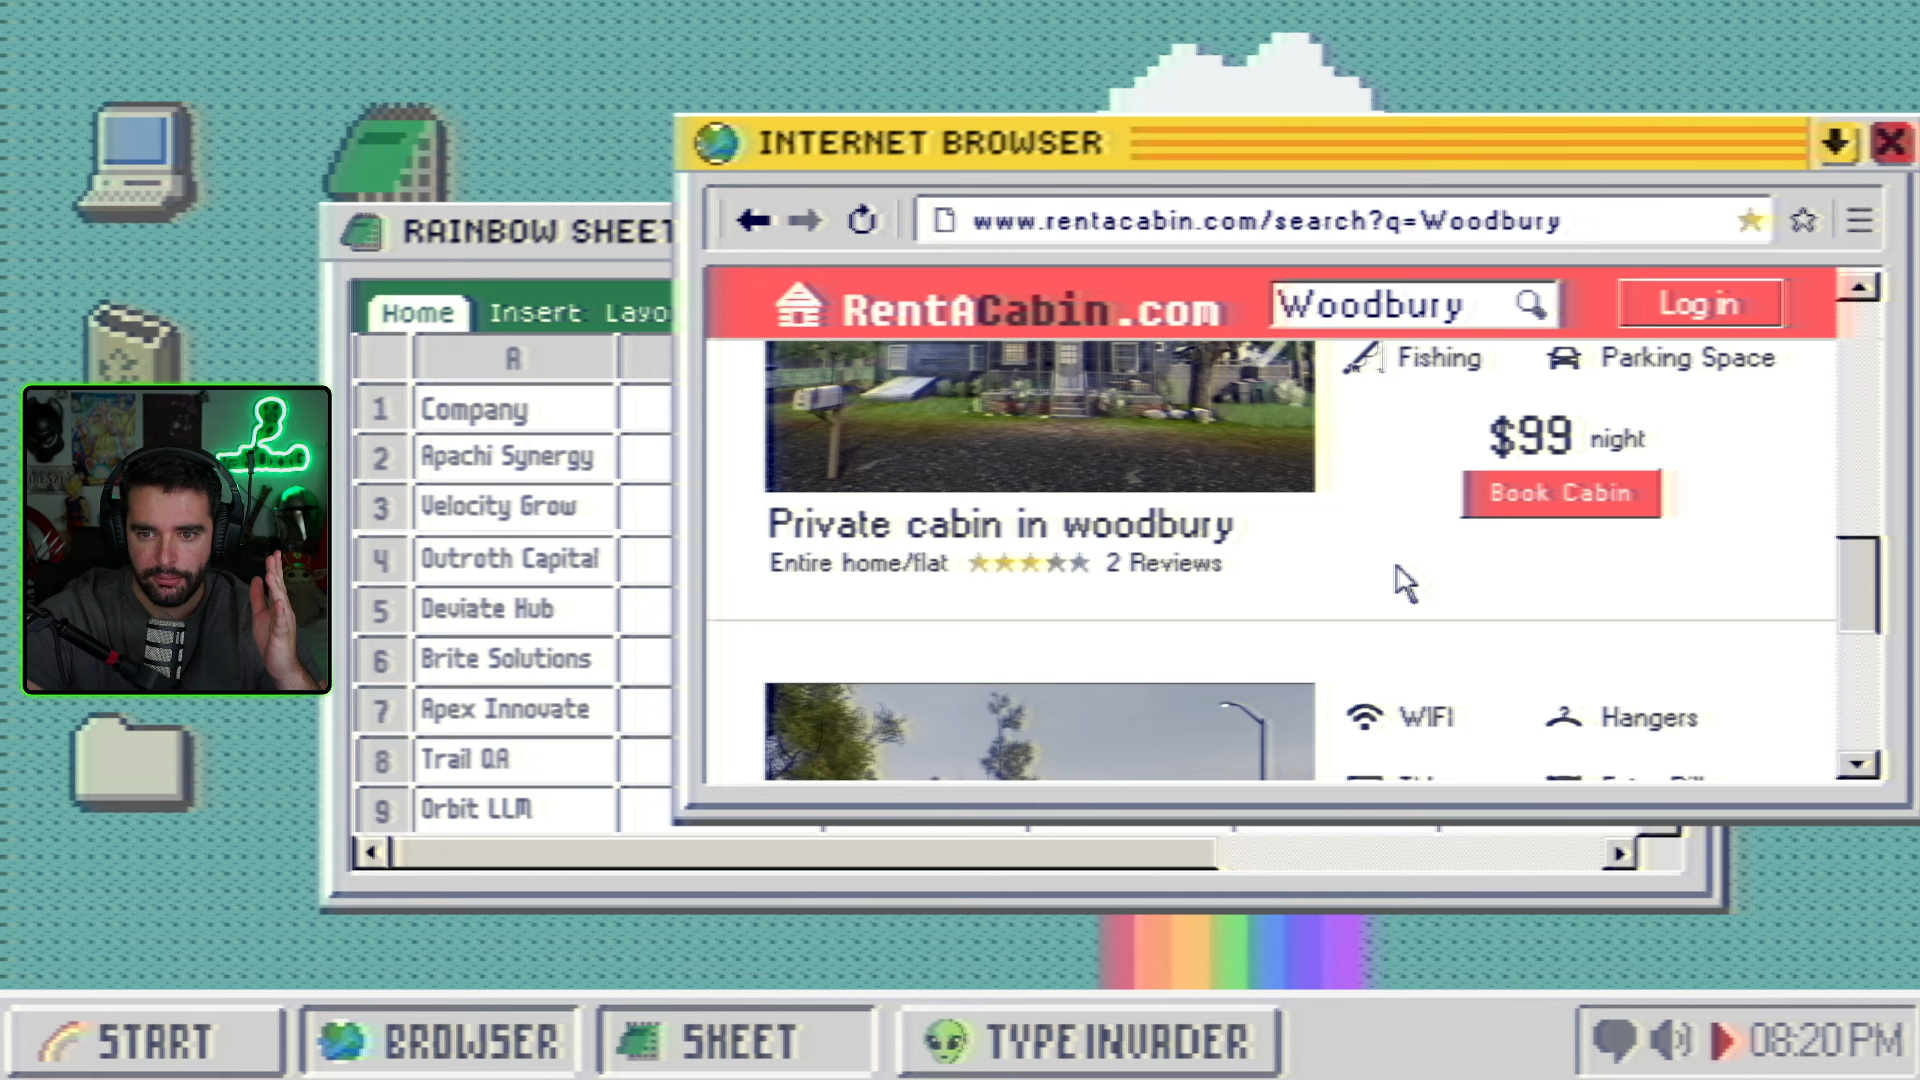 INTERNET BROWSER
www.rentacabin.com/search?q=Woodbury
RentACabin.com
Woodbury
Login
Fishing
Parking Space
$99 night
Book Cabin
Private cabin in woodbury
Entire home/flat
2 Reviews
WIFI
Hangers
RAINBOW SHEET
Home
Insert
Layo
A
1 Company
2 Apachi Synergy
3 Velocity Grow
4 Outroth Capital
5 Deviate Hub
6 Brite Solutions
7 Apex Innovate
8 Trail QA
9 Orbit LLM
START
BROWSER
SHEET
TYPE INVADER
08:20 PM